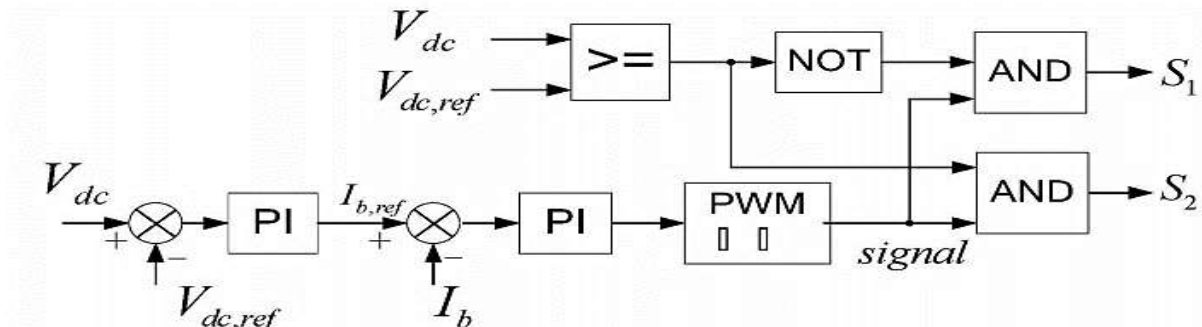 V_dc
>=
NOT
AND
S_1
V_dc,ref
V_dc
+
−
PI
I_b,ref
+
−
PI
PWM
signal
AND
S_2
V_dc,ref
I_b